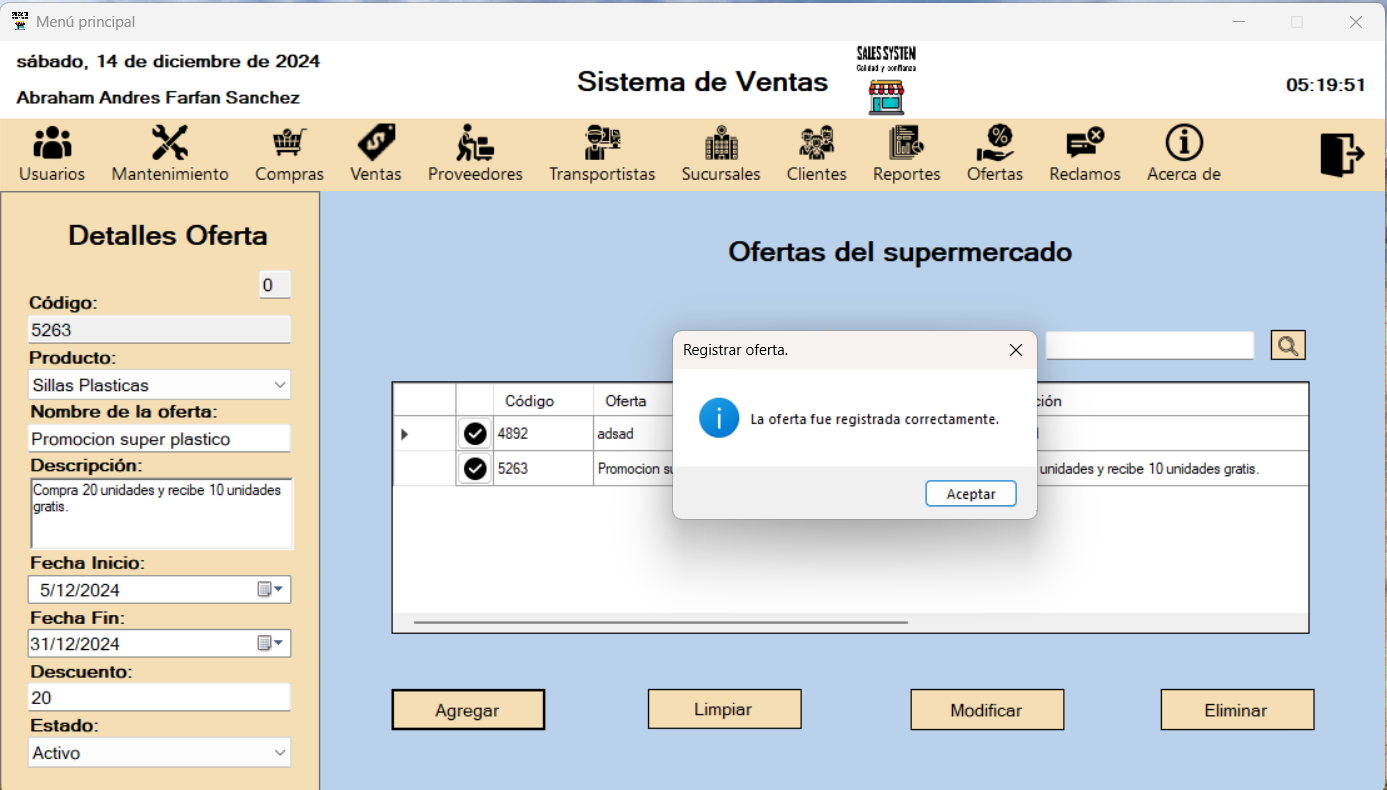 Menú principal
sábado, 14 de diciembre de 2024
Abraham Andres Farfan Sanchez
Sistema de Ventas
SALES SYSTEN
Calidad y confianza
05:19:51
Usuarios
Mantenimiento
Compras
Ventas
Proveedores
Transportistas
Sucursales
Clientes
Reportes
Ofertas
Reclamos
Acerca de
Detalles Oferta
0
Código:
5263
Producto:
Sillas Plasticas
Nombre de la oferta:
Promocion super plastico
Descripción:
Compra 20 unidades y recibe 10 unidades
gratis.
Fecha Inicio:
5/12/2024
Fecha Fin:
31/12/2024
Descuento:
20
Estado:
Activo
Ofertas del supermercado
Código Oferta ción
4892 adsad
5263 Promocion su unidades y recibe 10 unidades gratis.
Registrar oferta.
La oferta fue registrada correctamente.
Aceptar
Agregar
Limpiar
Modificar
Eliminar